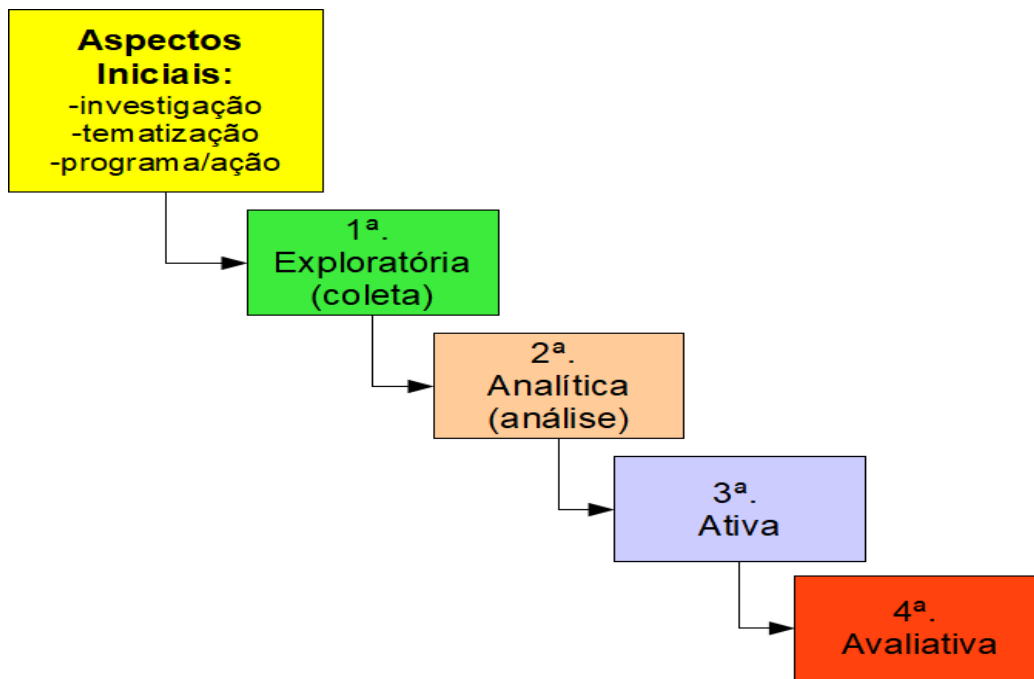 Aspectos
Iniciais:
-investigação
-tematização
-programa/ação
1ª.
Exploratória
(coleta)
2ª.
Analítica
(análise)
3ª.
Ativa
4ª.
Avaliativa